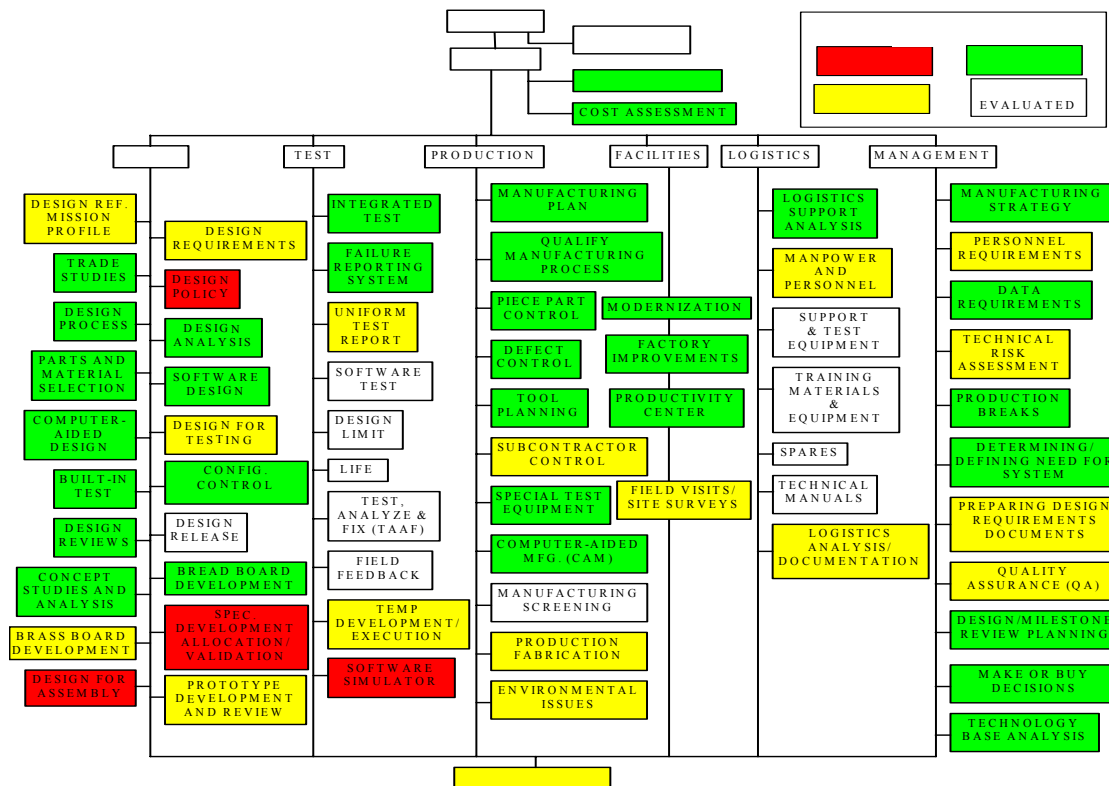 EVALUATED
COST ASSESSMENT
TEST
PRODUCTION
FACILITIES
LOGISTICS
MANAGEMENT
DESIGN REF.
MISSION
PROFILE
TRADE
STUDIES
DESIGN
PROCESS
PARTS AND
MATERIAL
SELECTION
COMPUTER-
AIDED
DESIGN
BUILT-IN
TEST
DESIGN
REVIEWS
CONCEPT
STUDIES AND
ANALYSIS
BRASS BOARD
DEVELOPMENT
DESIGN FOR
ASSEMBLY
DESIGN
REQUIREMENTS
DESIGN
POLICY
DESIGN
ANALYSIS
SOFTWARE
DESIGN
DESIGN FOR
TESTING
CONFIG.
CONTROL
DESIGN
RELEASE
BREAD BOARD
DEVELOPMENT
SPEC.
DEVELOPMENT
ALLOCATION/
VALIDATION
PROTOTYPE
DEVELOPMENT
AND REVIEW
INTEGRATED
TEST
FAILURE
REPORTING
SYSTEM
UNIFORM
TEST
REPORT
SOFTWARE
TEST
DESIGN
LIMIT
LIFE
TEST,
ANALYZE &
FIX (TAAF)
FIELD
FEEDBACK
TEMP
DEVELOPMENT/
EXECUTION
SOFTWARE
SIMULATOR
MANUFACTURING
PLAN
QUALIFY
MANUFACTURING
PROCESS
PIECE PART
CONTROL
DEFECT
CONTROL
TOOL
PLANNING
SUBCONTRACTOR
CONTROL
SPECIAL TEST
EQUIPMENT
COMPUTER-AIDED
MFG. (CAM)
MANUFACTURING
SCREENING
PRODUCTION
FABRICATION
ENVIRONMENTAL
ISSUES
MODERNIZATION
FACTORY
IMPROVEMENTS
PRODUCTIVITY
CENTER
FIELD VISITS/
SITE SURVEYS
LOGISTICS
SUPPORT
ANALYSIS
MANPOWER
AND
PERSONNEL
SUPPORT
& TEST
EQUIPMENT
TRAINING
MATERIALS
& EQUIPMENT
SPARES
TECHNICAL
MANUALS
LOGISTICS
ANALYSIS/
DOCUMENTATION
MANUFACTURING
STRATEGY
PERSONNEL
REQUIREMENTS
DATA
REQUIREMENTS
TECHNICAL
RISK
ASSESSMENT
PRODUCTION
BREAKS
DETERMINING/
DEFINING NEED FOR
SYSTEM
PREPARING DESIGN
REQUIREMENTS
DOCUMENTS
QUALITY
ASSURANCE (QA)
DESIGN/MILESTONE
REVIEW PLANNING
MAKE OR BUY
DECISIONS
TECHNOLOGY
BASE ANALYSIS